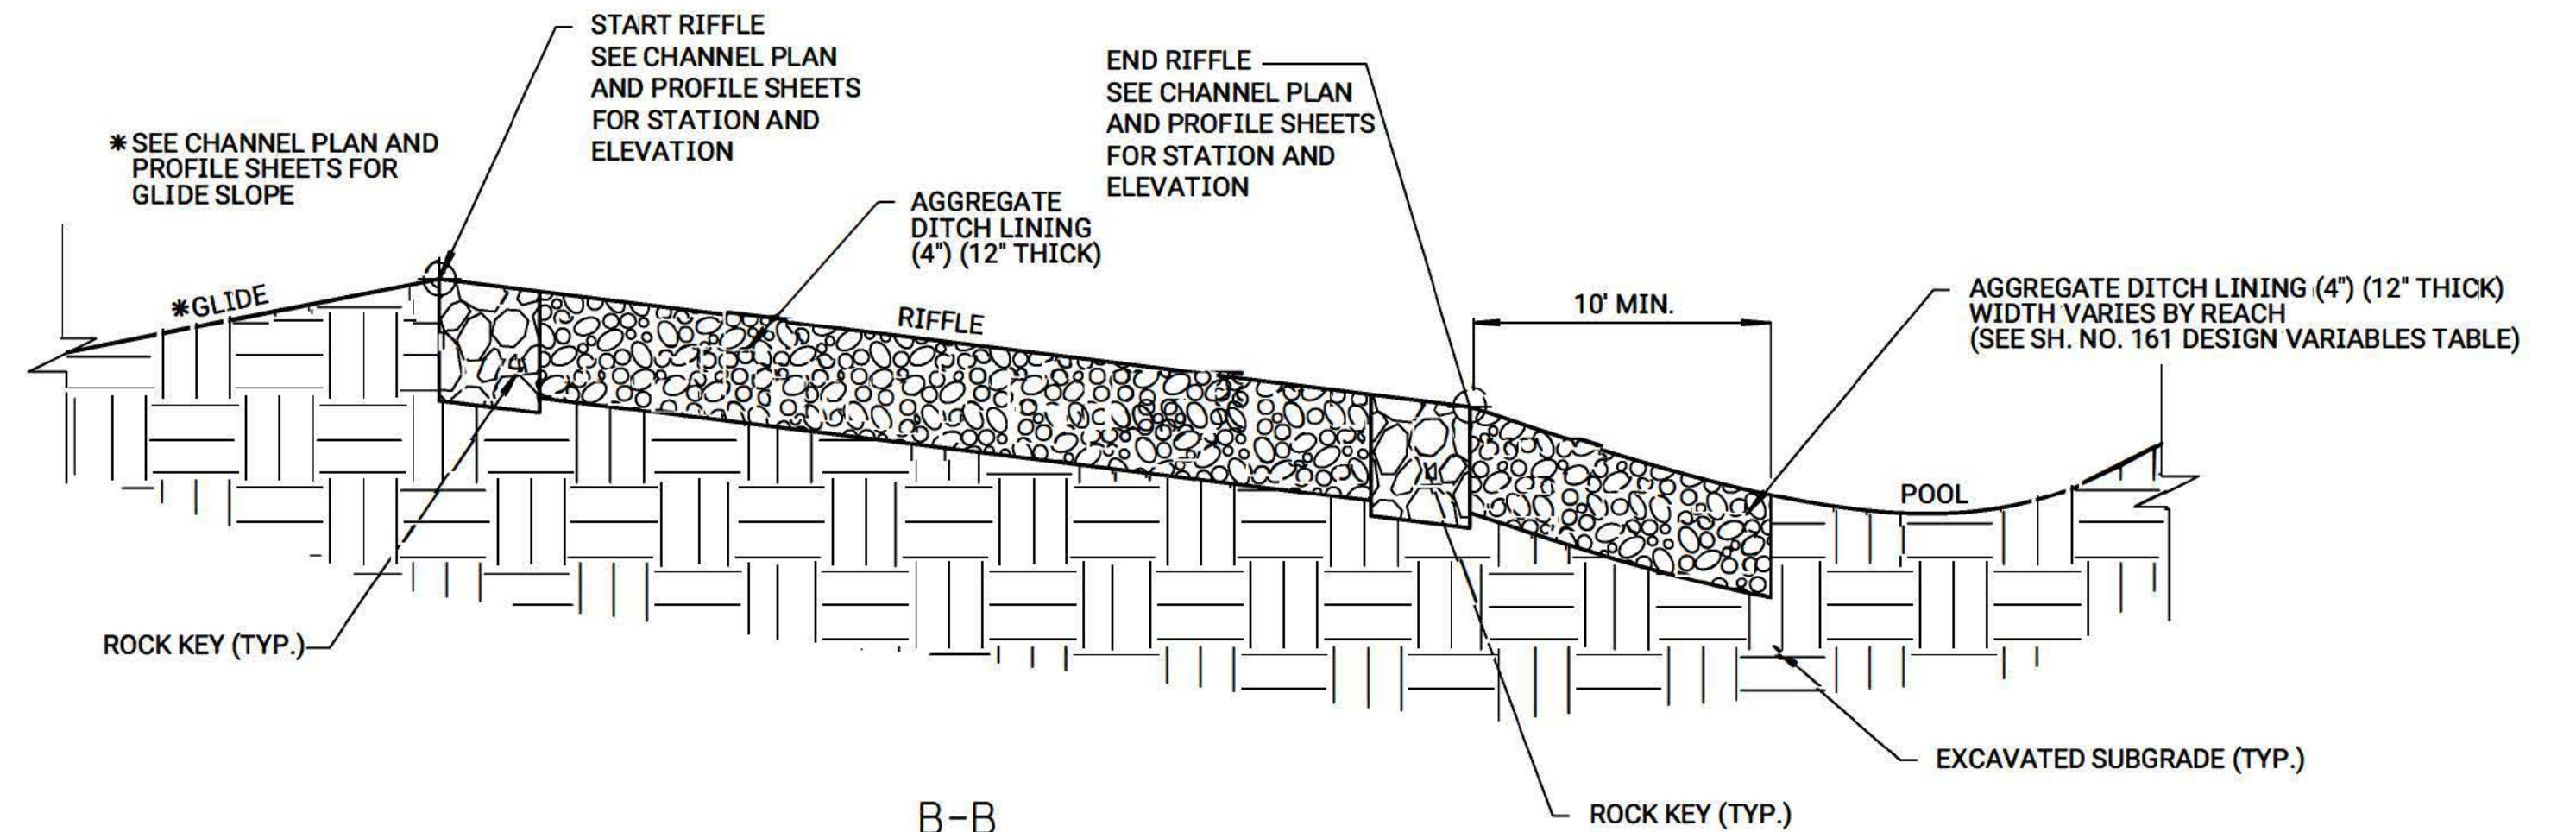 START RIFFLE
SEE CHANNEL PLAN
AND PROFILE SHEETS
FOR STATION AND
ELEVATION
END RIFFLE
SEE CHANNEL PLAN
AND PROFILE SHEETS
FOR STATION AND
ELEVATION
*SEE CHANNEL PLAN AND
PROFILE SHEETS FOR
GLIDE SLOPE
AGGREGATE
DITCH LINING
(4") (12" THICK)
*GLIDE
RIFFLE
10' MIN.
AGGREGATE DITCH LINING (4") (12" THICK)
WIDTH VARIES BY REACH
(SEE SH. NO. 161 DESIGN VARIABLES TABLE)
POOL
ROCK KEY (TYP.)
EXCAVATED SUBGRADE (TYP.)
ROCK KEY (TYP.)
B-B